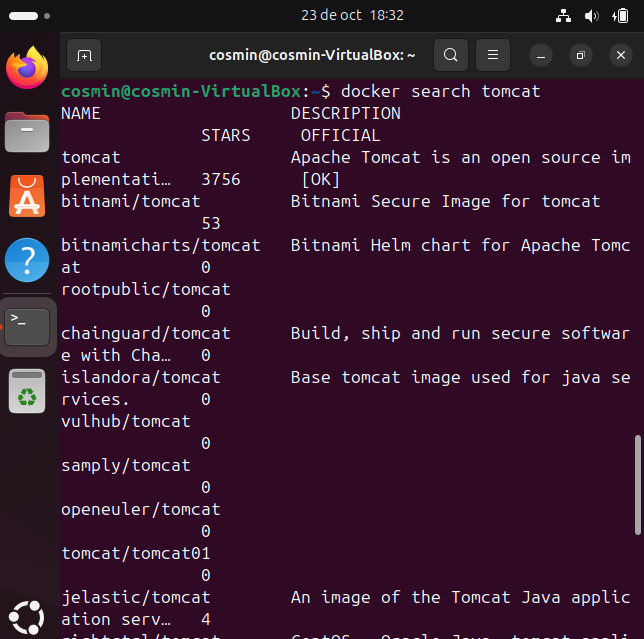 23 de oct 18:32
cosmin@cosmin-VirtualBox: ~
cosmin@cosmin-VirtualBox:~$ docker search tomcat
NAME DESCRIPTION
STARS OFFICIAL
tomcat Apache Tomcat is an open source im
plementati… 3756 [OK]
bitnami/tomcat Bitnami Secure Image for tomcat
53
bitnamicharts/tomcat Bitnami Helm chart for Apache Tomc
at 0
rootpublic/tomcat
0
chainguard/tomcat Build, ship and run secure softwar
e with Cha… 0
islandora/tomcat Base tomcat image used for java se
rvices. 0
vulhub/tomcat
0
samply/tomcat
0
openeuler/tomcat
0
tomcat/tomcat01
0
jelastic/tomcat An image of the Tomcat Java applic
ation serv… 4